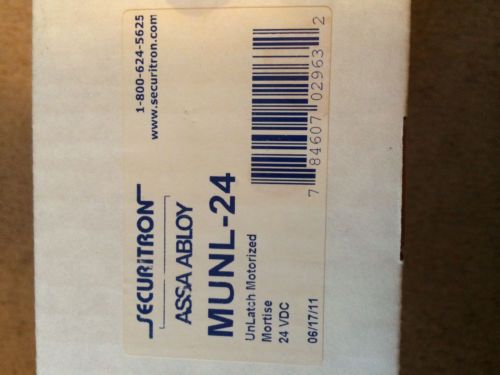 SECURITRON
ASSA ABLOY
MUNL-24
UnLatch Motorized
Mortise
24 VDC
06/17/11
1-800-624-5625
www.securitron.com
7 84607 02963 2